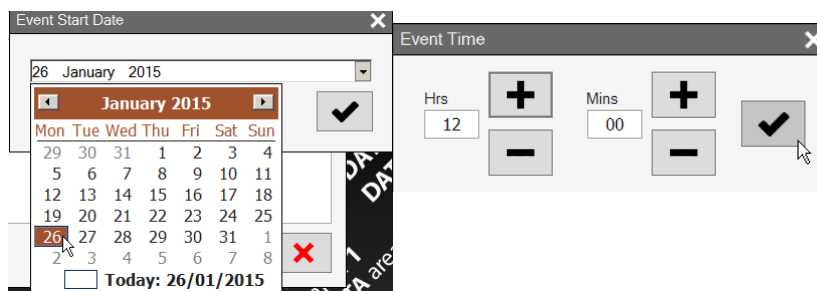 Event Start Date
26 January 2015
January 2015
Mon Tue Wed Thu Fri Sat Sun
29 30 31 1 2 3 4
5 6 7 8 9 10 11
12 13 14 15 16 17 18
19 20 21 22 23 24 25
26 27 28 29 30 31 1
2 3 4 5 6 7 8
Today: 26/01/2015
DAT
are
Event Time
Hrs
12
Mins
00